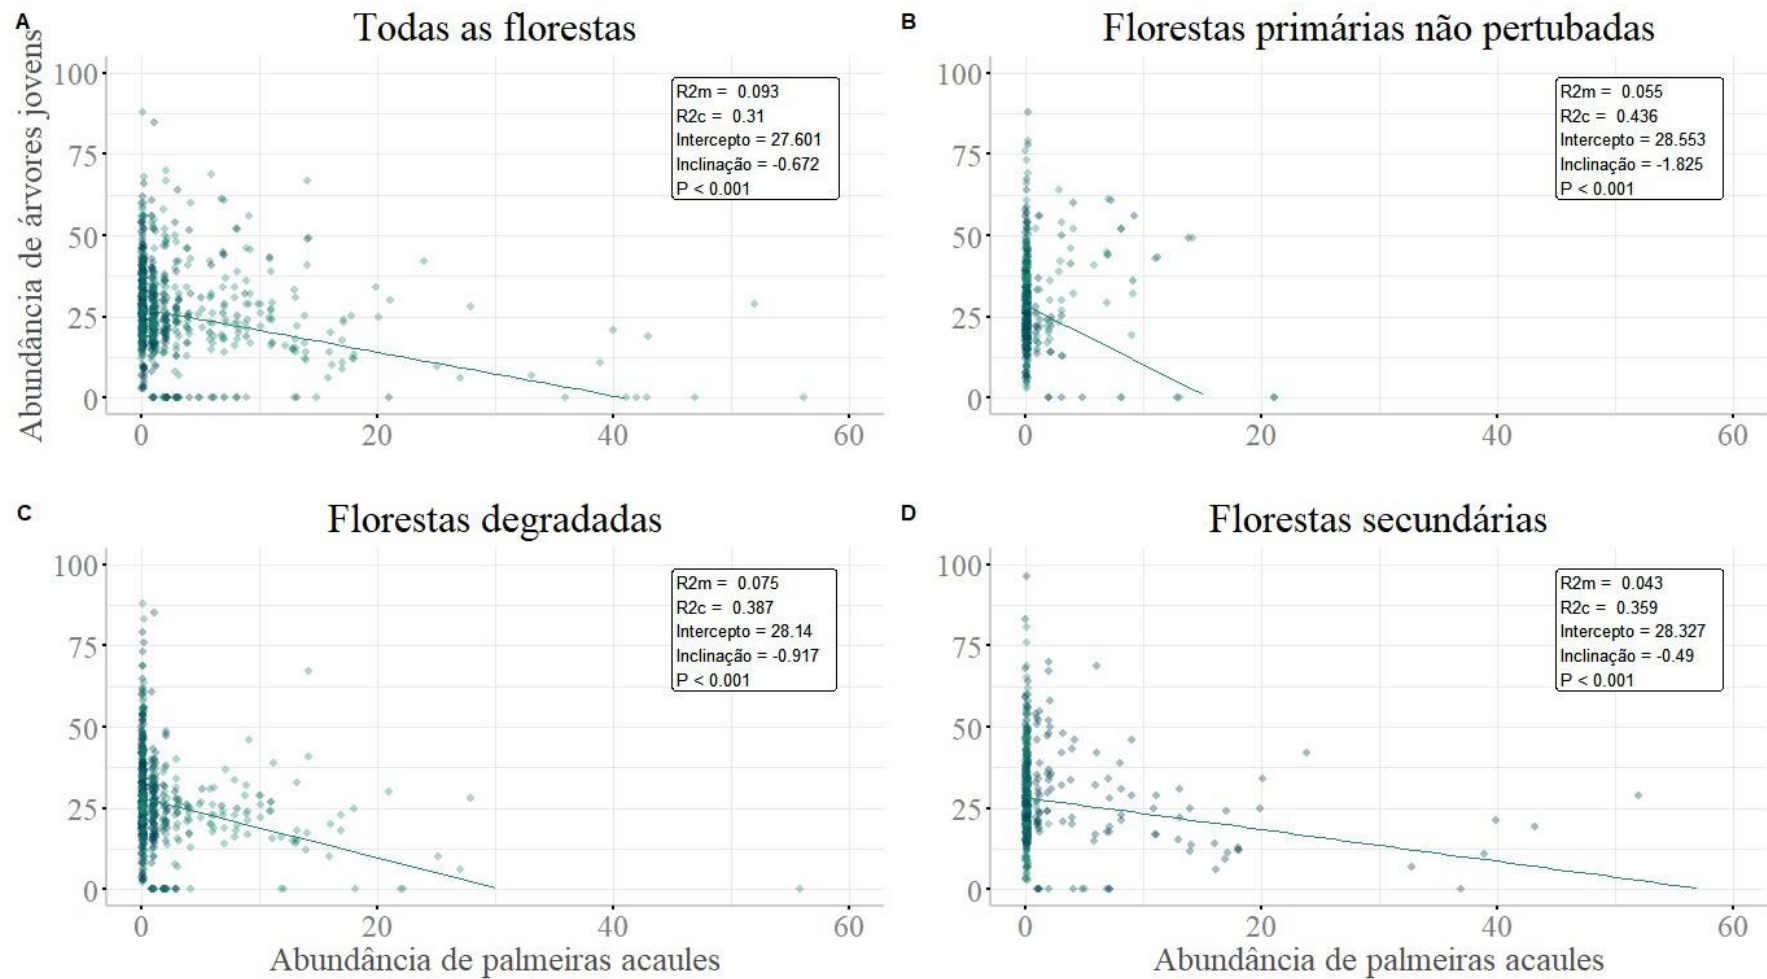 A
Todas as florestas
Abundância de árvores jovens
100
75
50
25
0
0
20
40
60
R2m = 0.093
R2c = 0.31
Intercepto = 27.601
Inclinação = -0.672
P < 0.001
B
Florestas primárias não pertubadas
100
75
50
25
0
0
20
40
60
R2m = 0.055
R2c = 0.436
Intercepto = 28.553
Inclinação = -1.825
P < 0.001
C
Florestas degradadas
100
75
50
25
0
0
20
40
60
R2m = 0.075
R2c = 0.387
Intercepto = 28.14
Inclinação = -0.917
P < 0.001
Abundância de palmeiras acaules
D
Florestas secundárias
100
75
50
25
0
0
20
40
60
R2m = 0.043
R2c = 0.359
Intercepto = 28.327
Inclinação = -0.49
P < 0.001
Abundância de palmeiras acaules